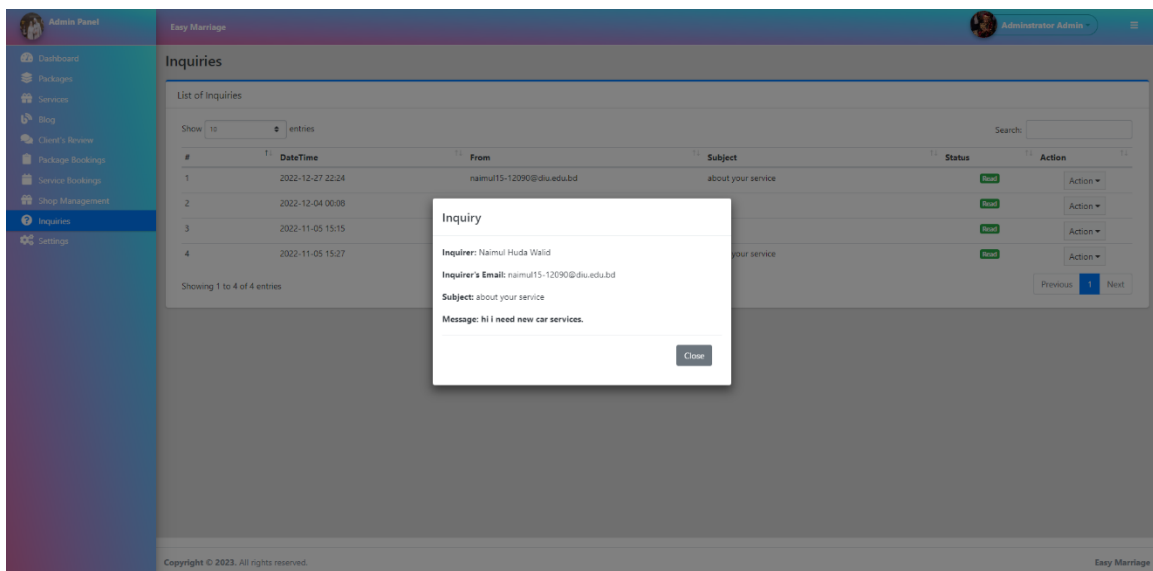 Admin Panel
Easy Marriage
Adminstrator Admin
Dashboard
Packages
Services
Blog
Client's Review
Package Bookings
Service Bookings
Shop Management
Inquiries
Settings
Inquiries
List of Inquiries
Show 10 entries
Search:
# DateTime From Subject Status Action
1 2022-12-27 22:24 naimul15-12090@diu.edu.bd about your service Read Action
2 2022-12-04 00:08 Read Action
3 2022-11-05 15:15 Read Action
4 2022-11-05 15:27 your service Read Action
Showing 1 to 4 of 4 entries
Previous 1 Next
Inquiry
Inquirer: Naimul Huda Walid
Inquirer's Email: naimul15-12090@diu.edu.bd
Subject: about your service
Message: hi i need new car services.
Close
Copyright © 2023. All rights reserved.
Easy Marriage